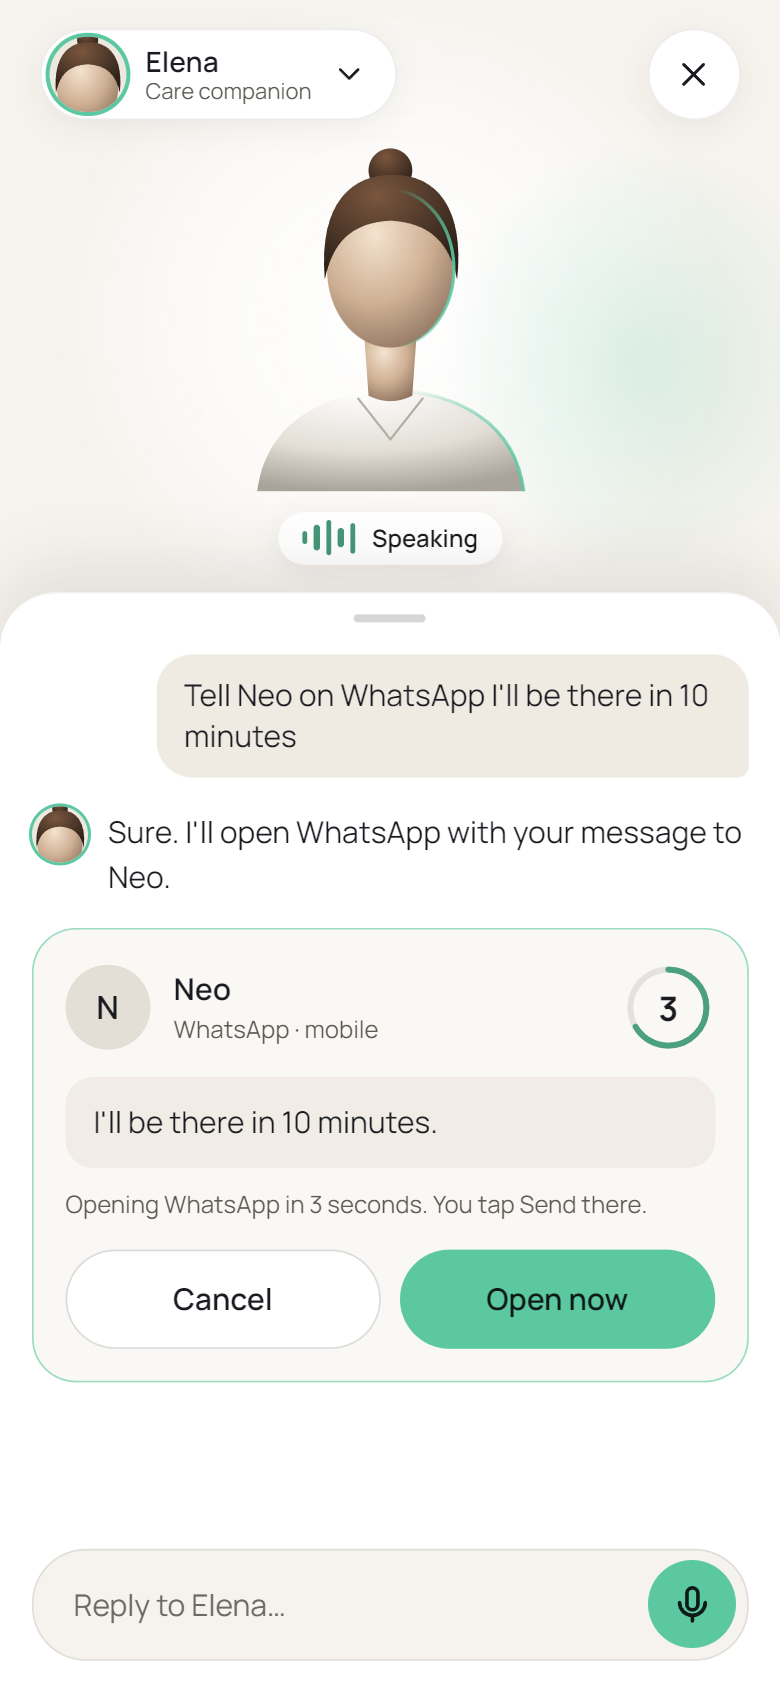 Elena
Care companion
Speaking
Tell Neo on WhatsApp I'll be there in 10
minutes
Sure. I'll open WhatsApp with your message to
Neo.
N
Neo
WhatsApp · mobile
3
I'll be there in 10 minutes.
Opening WhatsApp in 3 seconds. You tap Send there.
Cancel
Open now
Reply to Elena...